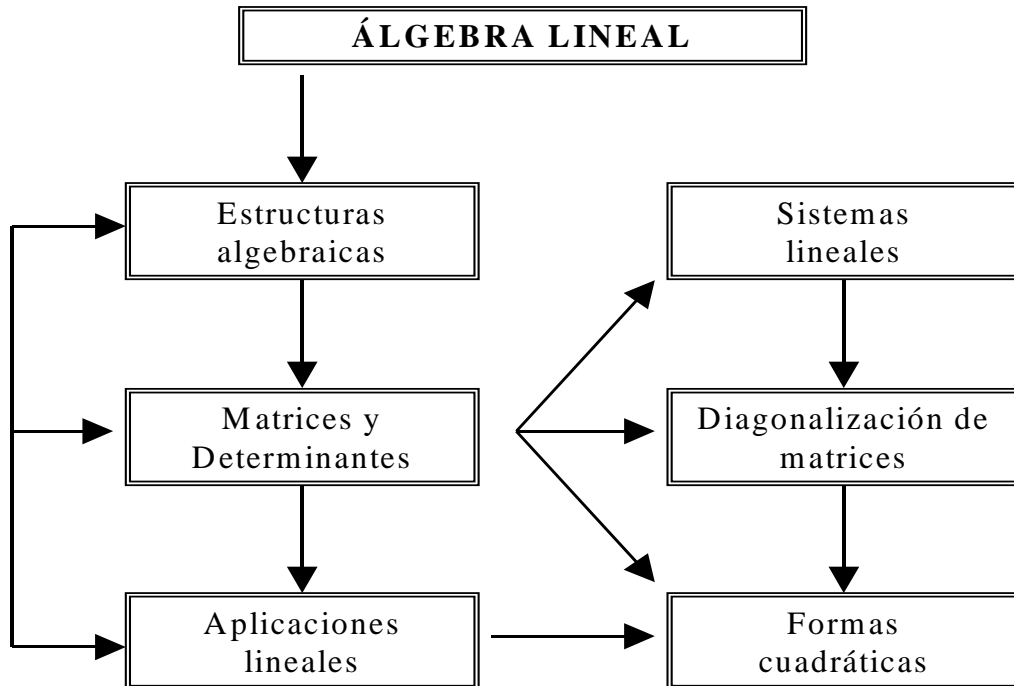 ÁLGEBRA LINEAL
Estructuras
algebraicas
Sistemas
lineales
Matrices y
Determinantes
Diagonalización de
matrices
Aplicaciones
lineales
Formas
cuadráticas